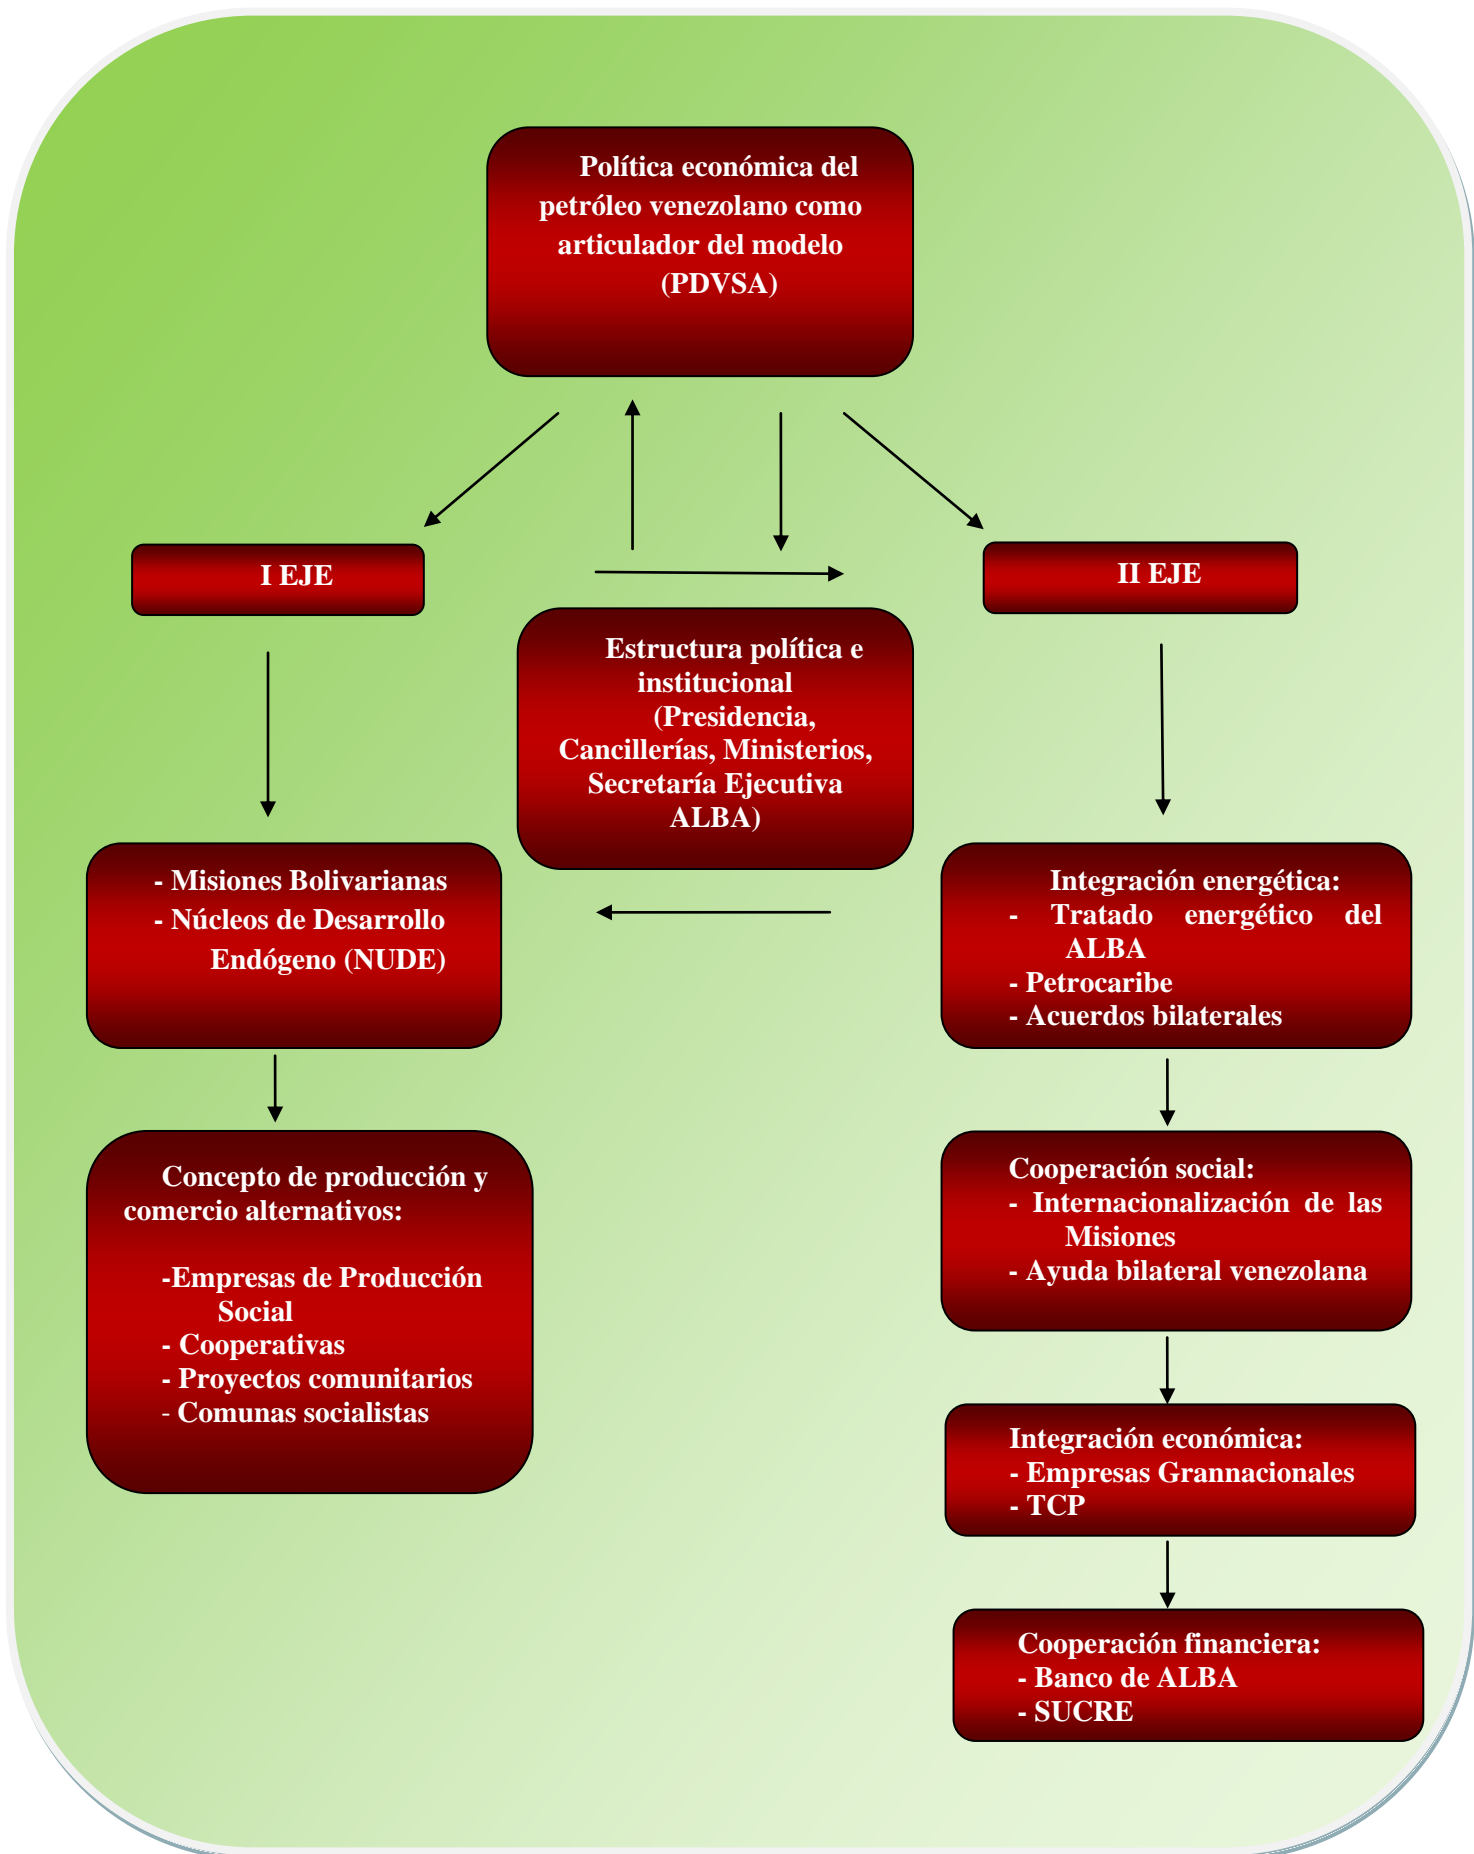 Política económica del
petróleo venezolano como
articulador del modelo
(PDVSA)
I EJE
II EJE
Estructura política e
institucional
(Presidencia,
Cancillerías, Ministerios,
Secretaría Ejecutiva
ALBA)
- Misiones Bolivarianas
- Núcleos de Desarrollo
Endógeno (NUDE)
Integración energética:
- Tratado energético del
ALBA
- Petrocaribe
- Acuerdos bilaterales
Concepto de producción y
comercio alternativos:
-Empresas de Producción
Social
- Cooperativas
- Proyectos comunitarios
- Comunas socialistas
Cooperación social:
- Internacionalización de las
Misiones
- Ayuda bilateral venezolana
Integración económica:
- Empresas Grannacionales
- TCP
Cooperación financiera:
- Banco de ALBA
- SUCRE